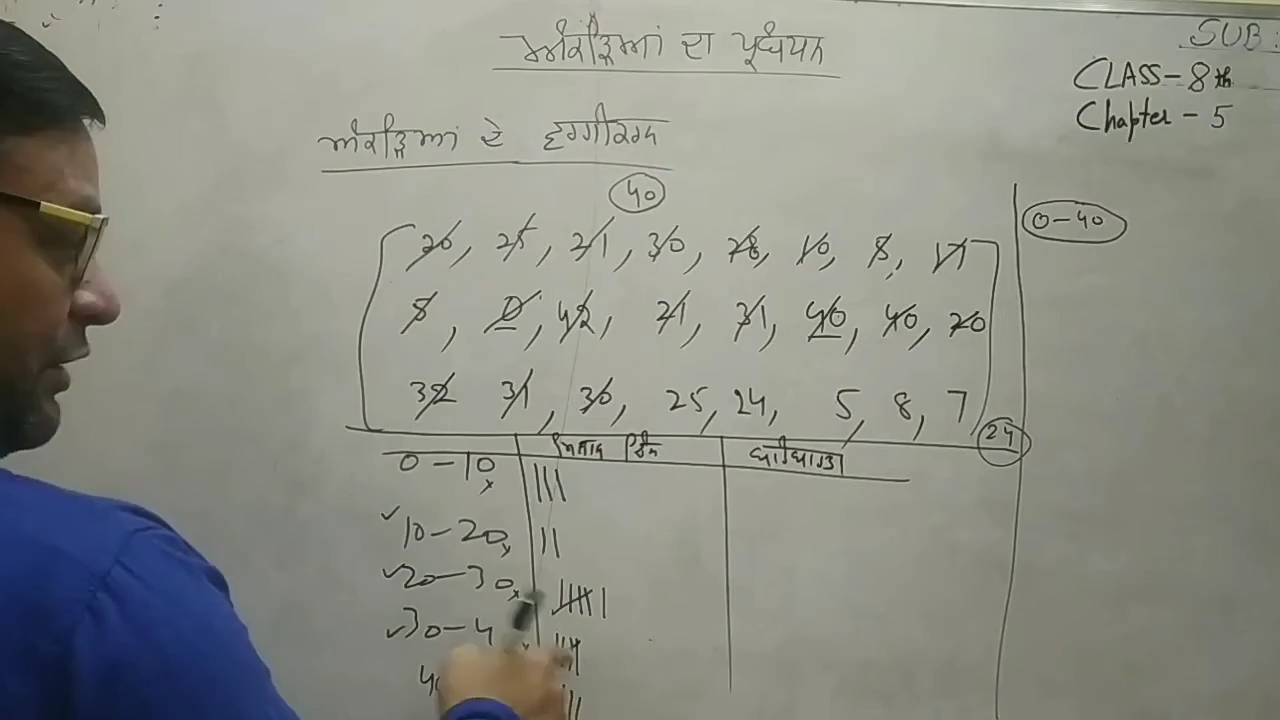 ਅੰਕੜਿਆਂ ਦਾ ਪ੍ਰਬੰਧਨ
SUB:
CLASS-8th
Chapter - 5
ਅੰਕੜਿਆਂ ਦੇ ਵਰਗੀਕਰਨ
40
0-40
20, 25, 21, 30, 28, 10, 8, 17
8, 0, 42, 21, 31, 40, 40, 20
32 31, 30, 25, 24, 5, 8, 7
24
ਮਿਲਾਨ ਚਿੰਨ੍ਹ
ਬਾਰੰਬਾਰਤਾ
0-10 |||
10-20 ||
20-30
30-4